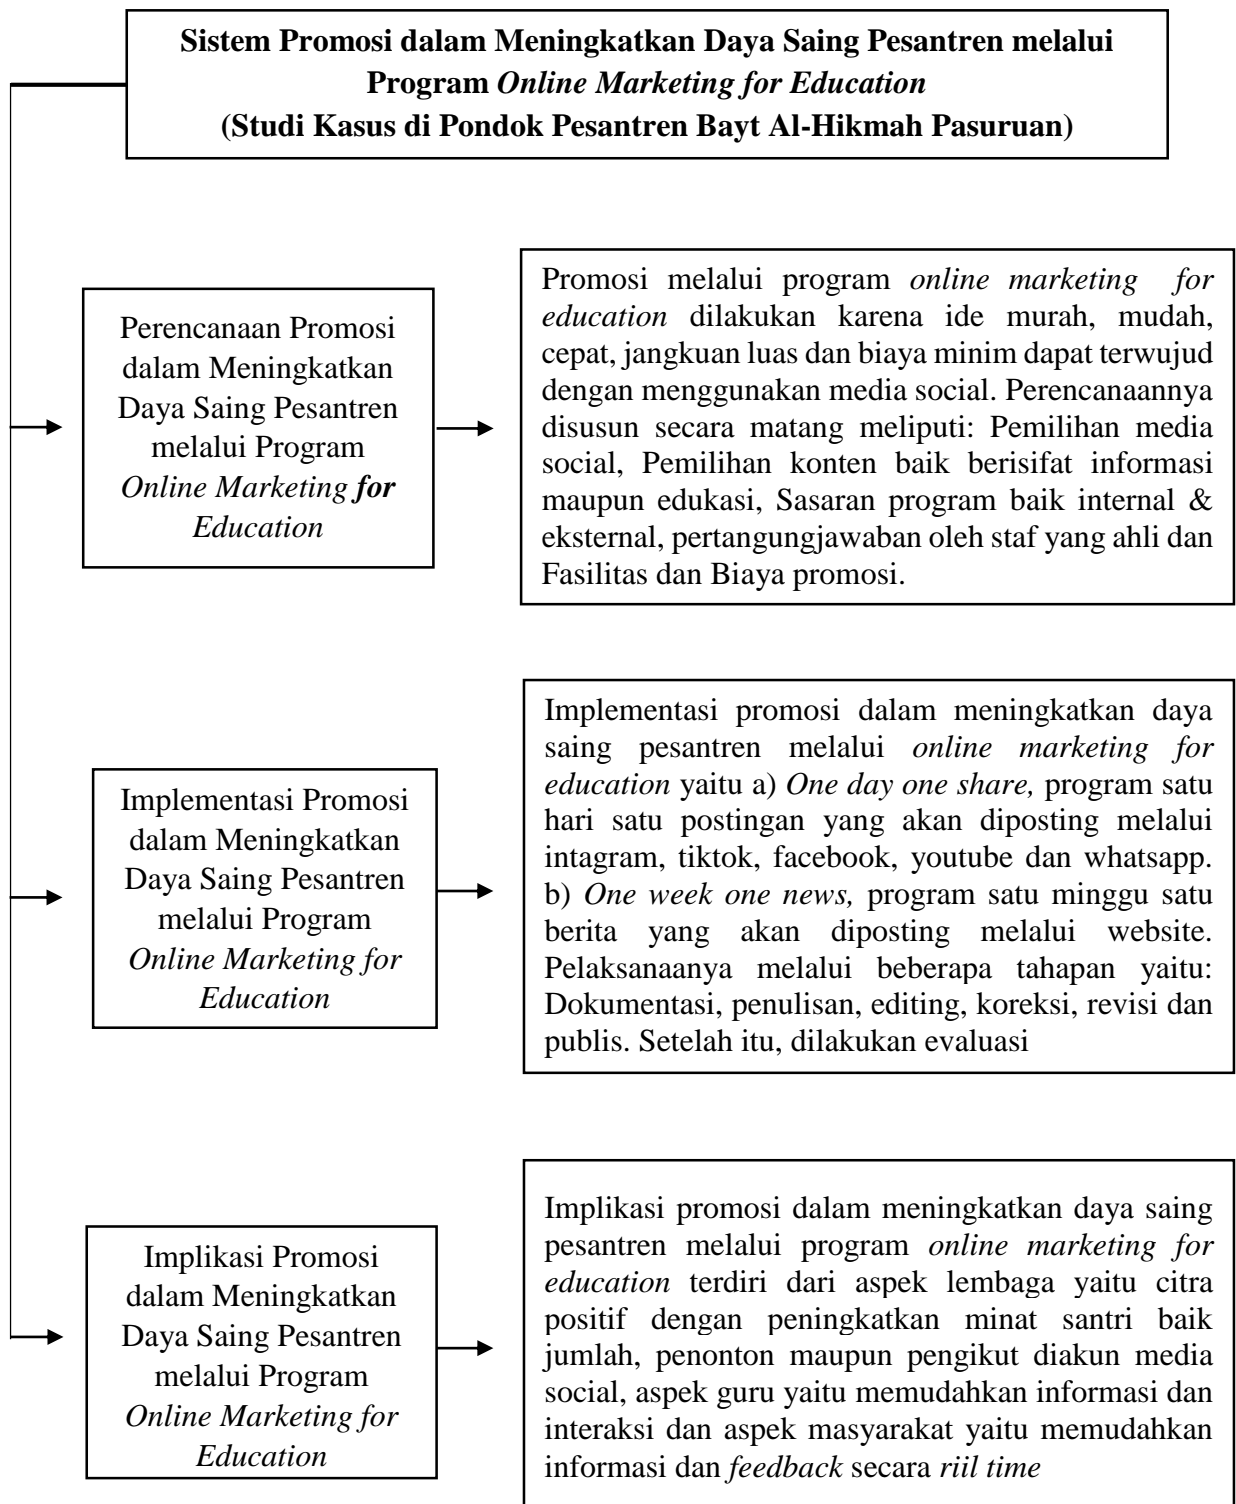 Sistem Promosi dalam Meningkatkan Daya Saing Pesantren melalui
Program Online Marketing for Education
(Studi Kasus di Pondok Pesantren Bayt Al-Hikmah Pasuruan)
Perencanaan Promosi
dalam Meningkatkan
Daya Saing Pesantren
melalui Program
Online Marketing for
Education
Promosi melalui program online marketing for
education dilakukan karena ide murah, mudah,
cepat, jangkuan luas dan biaya minim dapat terwujud
dengan menggunakan media social. Perencanaannya
disusun secara matang meliputi: Pemilihan media
social, Pemilihan konten baik berisifat informasi
maupun edukasi, Sasaran program baik internal &
eksternal, pertangungjawaban oleh staf yang ahli dan
Fasilitas dan Biaya promosi.
Implementasi Promosi
dalam Meningkatkan
Daya Saing Pesantren
melalui Program
Online Marketing for
Education
Implementasi promosi dalam meningkatkan daya
saing pesantren melalui online marketing for
education yaitu a) One day one share, program satu
hari satu postingan yang akan diposting melalui
intagram, tiktok, facebook, youtube dan whatsapp.
b) One week one news, program satu minggu satu
berita yang akan diposting melalui website.
Pelaksanaanya melalui beberapa tahapan yaitu:
Dokumentasi, penulisan, editing, koreksi, revisi dan
publis. Setelah itu, dilakukan evaluasi
Implikasi Promosi
dalam Meningkatkan
Daya Saing Pesantren
melalui Program
Online Marketing for
Education
Implikasi promosi dalam meningkatkan daya saing
pesantren melalui program online marketing for
education terdiri dari aspek lembaga yaitu citra
positif dengan peningkatkan minat santri baik
jumlah, penonton maupun pengikut diakun media
social, aspek guru yaitu memudahkan informasi dan
interaksi dan aspek masyarakat yaitu memudahkan
informasi dan feedback secara riil time